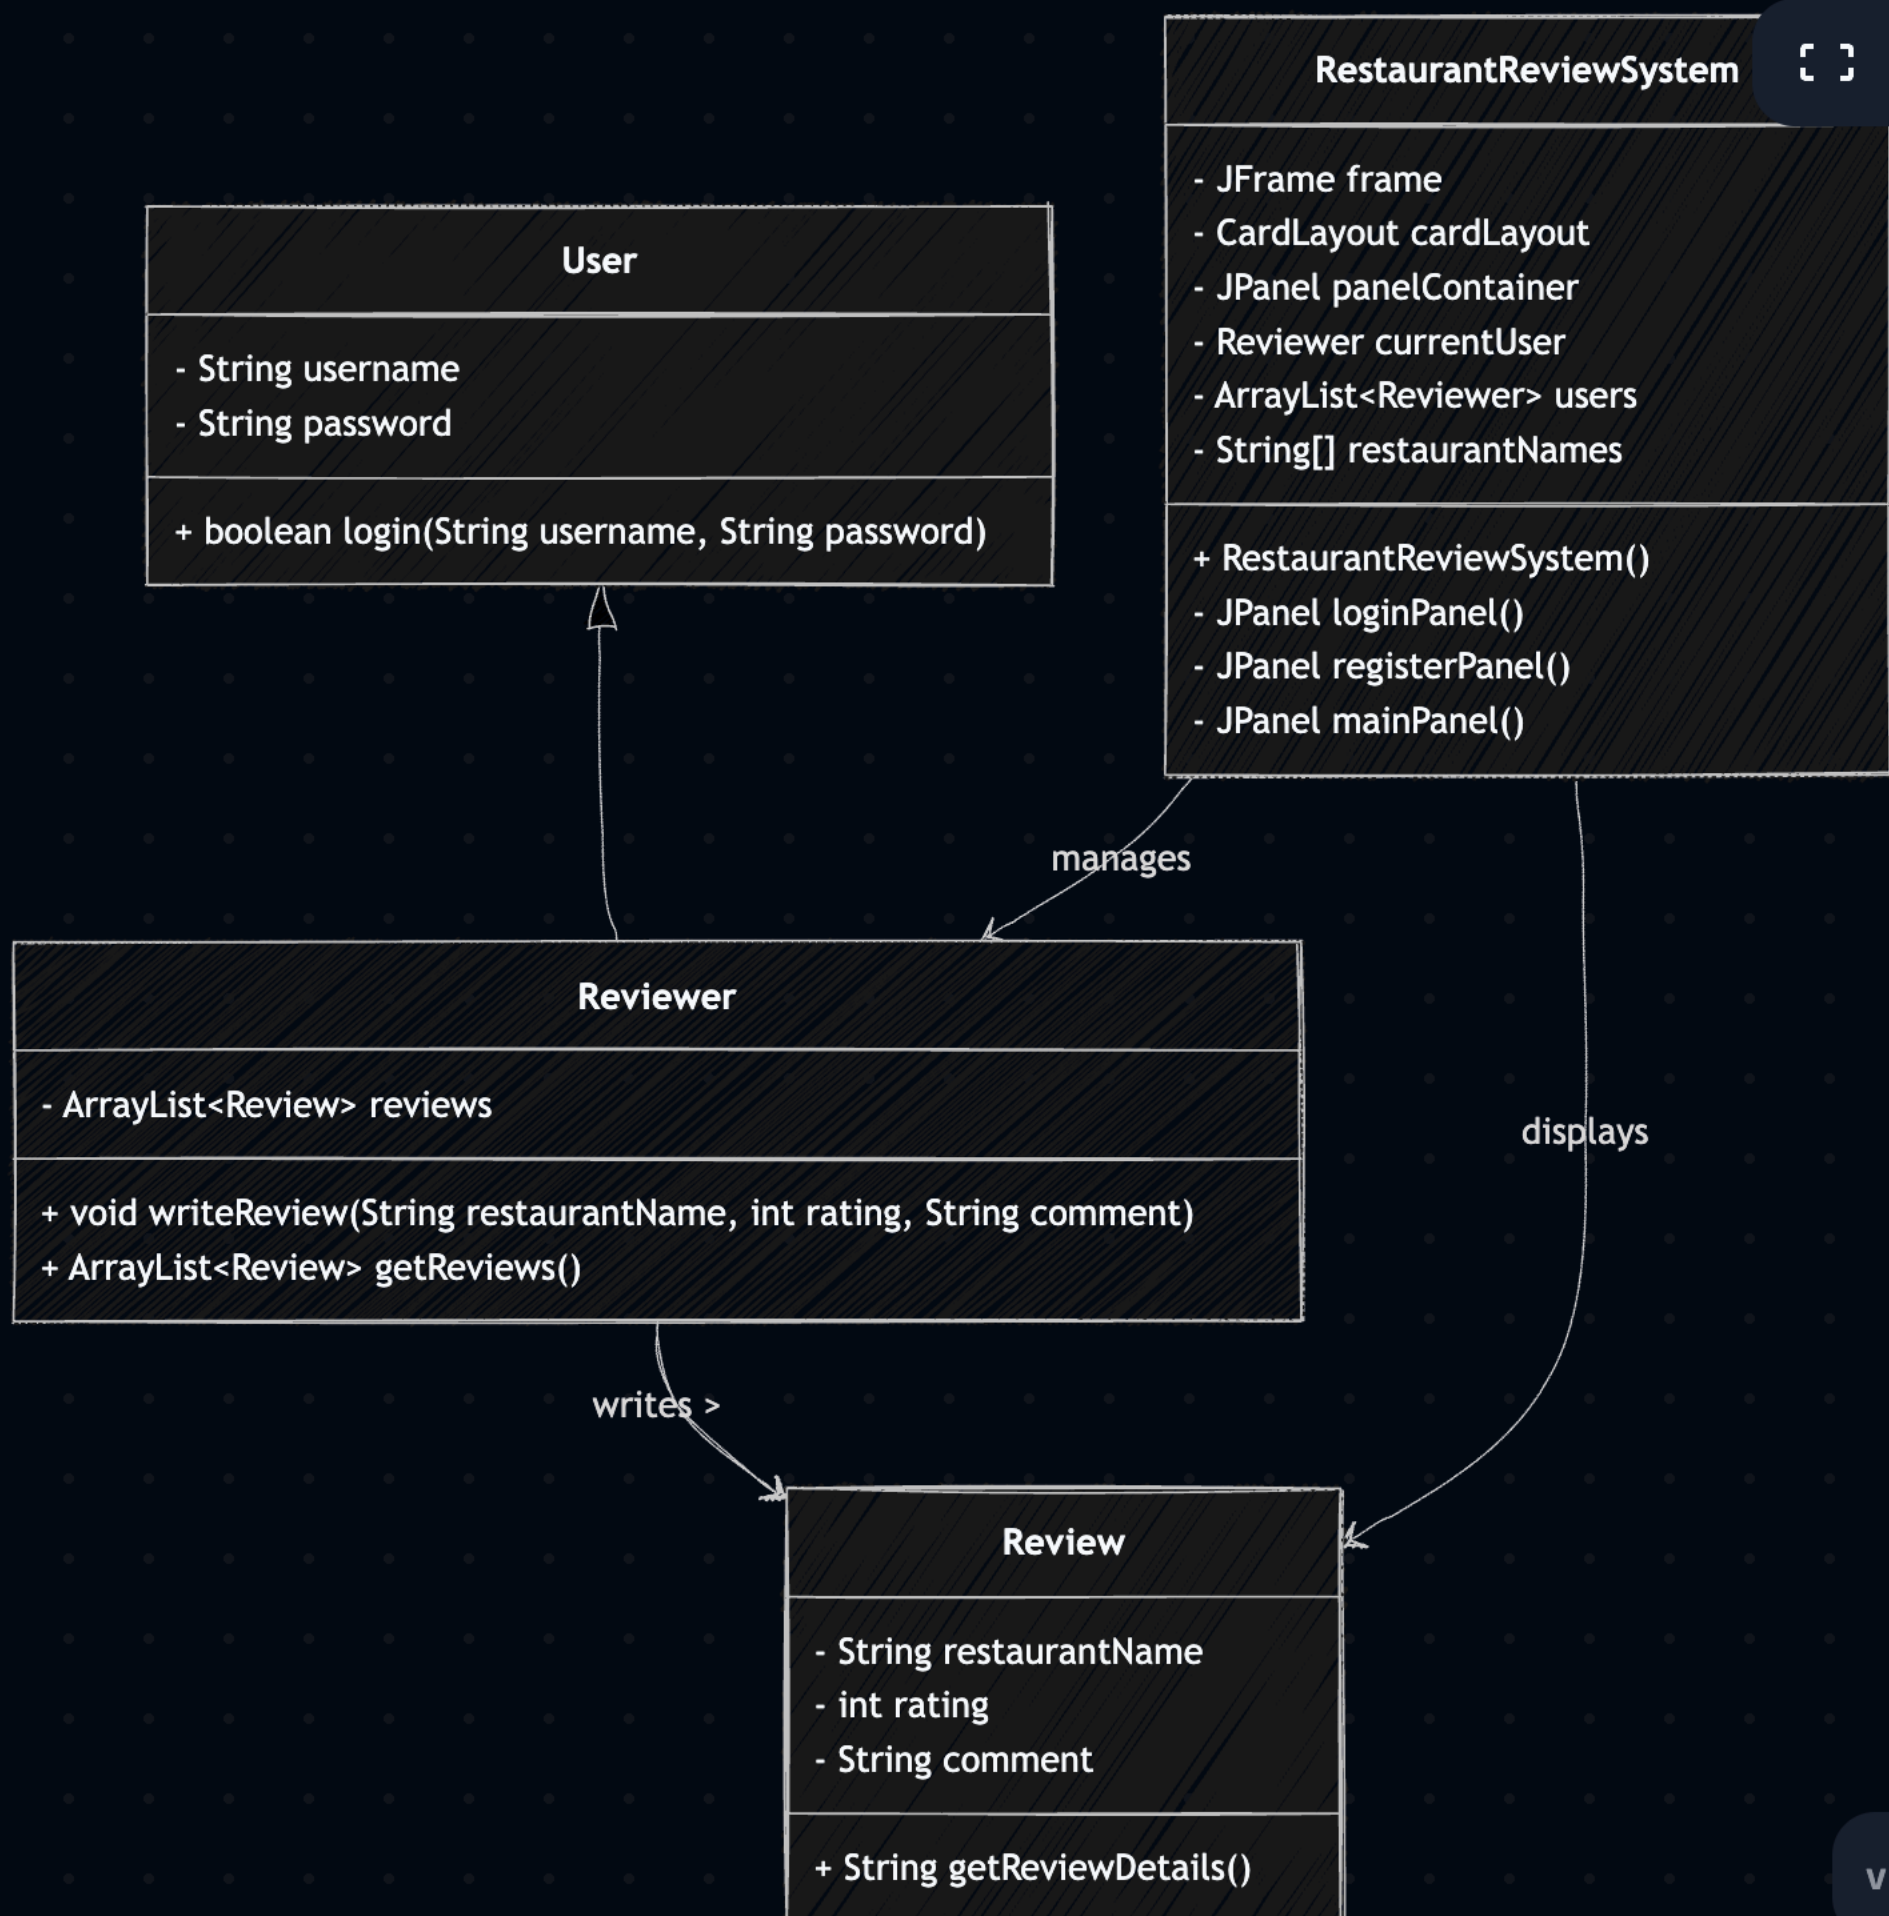 RestaurantReviewSystem
- JFrame frame
- CardLayout cardLayout
- JPanel panelContainer
- Reviewer currentUser
- ArrayList<Reviewer> users
- String[] restaurantNames
+ RestaurantReviewSystem()
- JPanel loginPanel()
- JPanel registerPanel()
- JPanel mainPanel()
User
- String username
- String password
+ boolean login(String username, String password)
manages
Reviewer
- ArrayList<Review> reviews
+ void writeReview(String restaurantName, int rating, String comment)
+ ArrayList<Review> getReviews()
displays
writes >
Review
- String restaurantName
- int rating
- String comment
+ String getReviewDetails()
v